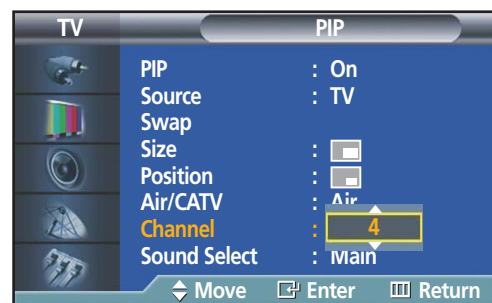 TV PIP
PIP : On
Source : TV
Swap
Size :
Position :
Air/CATV : Air
Channel : 4
Sound Select : Main
Move Enter Return